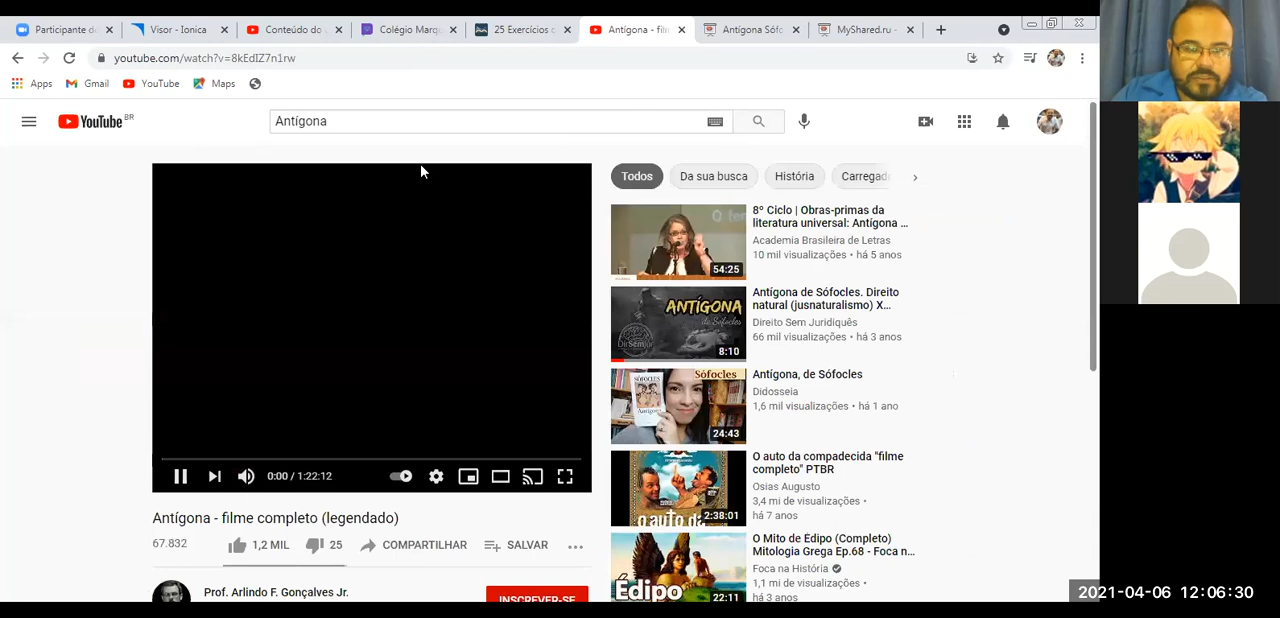 Participante d
Visor - Ionica
Conteúdo do
Colégio Marqu
25 Exercícios c
Antígona - film
Antígona Sófc
MyShared.ru -
youtube.com/watch?v=8kEdIZ7n1rw
Apps
Gmail
YouTube
Maps
YouTube BR
Antígona
Todos
Da sua busca
História
Carregad
8º Ciclo | Obras-primas da
literatura universal: Antígona ...
Academia Brasileira de Letras
10 mil visualizações • há 5 anos
54:25
Antígona de Sófocles. Direito
natural (jusnaturalismo) X...
Direito Sem Juridiquês
66 mil visualizações • há 3 anos
ANTÍGONA
de Sófocles
8:10
Antígona, de Sófocles
Didosseia
1,6 mil visualizações • há 1 ano
Sófocles
SÓFOCLES
24:43
O auto da compadecida "filme
completo" PTBR
Osias Augusto
3,4 mi de visualizações •
há 7 anos
o auto da
2:38:01
O Mito de Édipo (Completo)
Mitologia Grega Ep.68 - Foca n...
Foca na História
1,1 mi de visualizações •
há 3 anos
Édipo
22:11
0:00 / 1:22:12
Antígona - filme completo (legendado)
67.832
1,2 MIL
25
COMPARTILHAR
SALVAR
Prof. Arlindo F. Gonçalves Jr.
INSCREVER-SE
2021-04-06 12:06:30